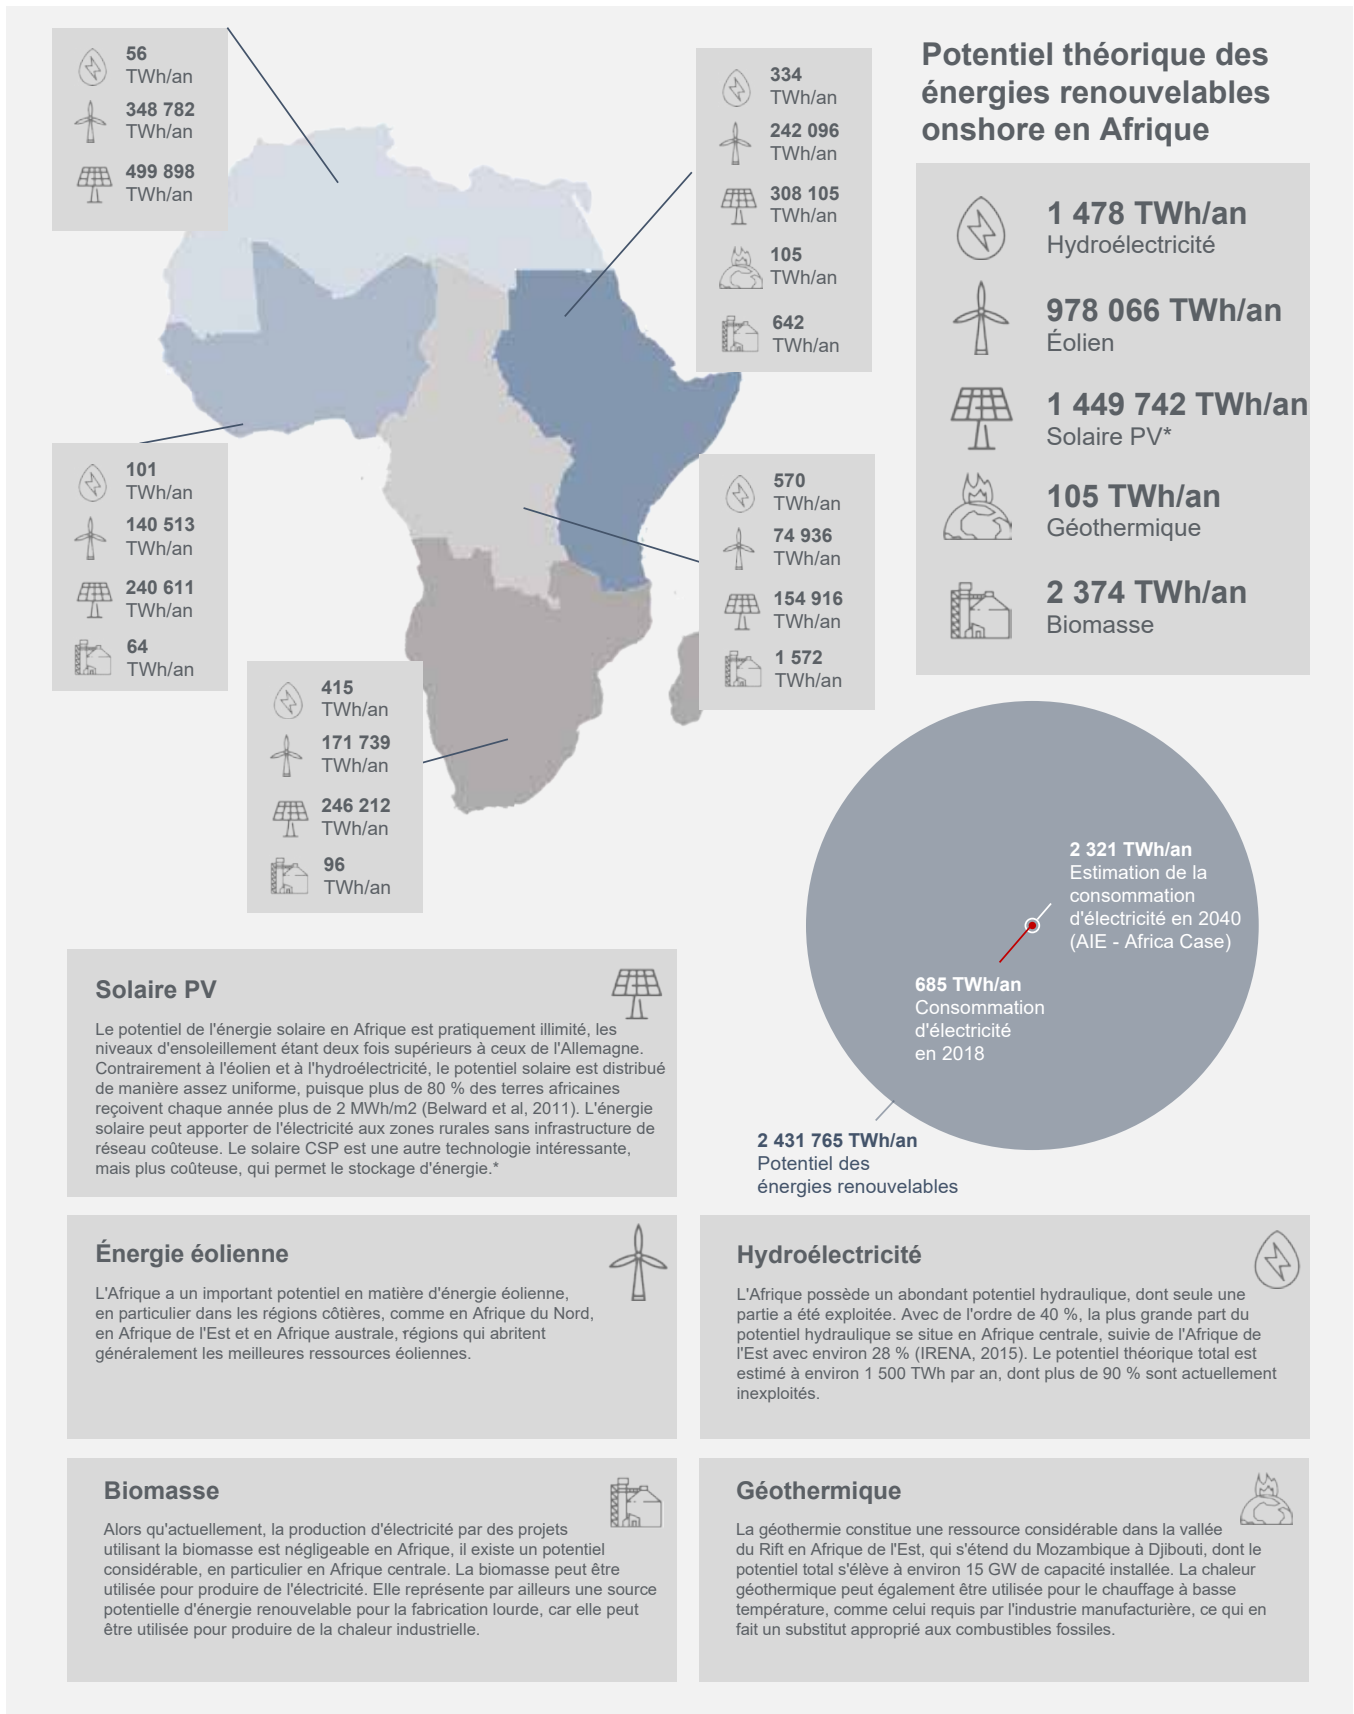 Potentiel théorique des
énergies renouvelables
onshore en Afrique
56
TWh/an
348 782
TWh/an
499 898
TWh/an
334
TWh/an
242 096
TWh/an
308 105
TWh/an
105
TWh/an
642
TWh/an
1 478 TWh/an
Hydroélectricité
978 066 TWh/an
Éolien
1 449 742 TWh/an
Solaire PV*
105 TWh/an
Géothermique
2 374 TWh/an
Biomasse
101
TWh/an
140 513
TWh/an
240 611
TWh/an
64
TWh/an
570
TWh/an
74 936
TWh/an
154 916
TWh/an
1 572
TWh/an
415
TWh/an
171 739
TWh/an
246 212
TWh/an
96
TWh/an
2 321 TWh/an
Estimation de la
consommation
d'électricité en 2040
(AIE - Africa Case)
685 TWh/an
Consommation
d'électricité
en 2018
2 431 765 TWh/an
Potentiel des
énergies renouvelables
Solaire PV
Le potentiel de l'énergie solaire en Afrique est pratiquement illimité, les
niveaux d'ensoleillement étant deux fois supérieurs à ceux de l'Allemagne.
Contrairement à l'éolien et à l'hydroélectricité, le potentiel solaire est distribué
de manière assez uniforme, puisque plus de 80 % des terres africaines
reçoivent chaque année plus de 2 MWh/m2 (Belward et al, 2011). L'énergie
solaire peut apporter de l'électricité aux zones rurales sans infrastructure de
réseau coûteuse. Le solaire CSP est une autre technologie intéressante,
mais plus coûteuse, qui permet le stockage d'énergie.*
Énergie éolienne
L'Afrique a un important potentiel en matière d'énergie éolienne,
en particulier dans les régions côtières, comme en Afrique du Nord,
en Afrique de l'Est et en Afrique australe, régions qui abritent
généralement les meilleures ressources éoliennes.
Hydroélectricité
L'Afrique possède un abondant potentiel hydraulique, dont seule une
partie a été exploitée. Avec de l'ordre de 40 %, la plus grande part du
potentiel hydraulique se situe en Afrique centrale, suivie de l'Afrique de
l'Est avec environ 28 % (IRENA, 2015). Le potentiel théorique total est
estimé à environ 1 500 TWh par an, dont plus de 90 % sont actuellement
inexploités.
Biomasse
Alors qu'actuellement, la production d'électricité par des projets
utilisant la biomasse est négligeable en Afrique, il existe un potentiel
considérable, en particulier en Afrique centrale. La biomasse peut être
utilisée pour produire de l'électricité. Elle représente par ailleurs une source
potentielle d'énergie renouvelable pour la fabrication lourde, car elle peut
être utilisée pour produire de la chaleur industrielle.
Géothermique
La géothermie constitue une ressource considérable dans la vallée
du Rift en Afrique de l'Est, qui s'étend du Mozambique à Djibouti, dont le
potentiel total s'élève à environ 15 GW de capacité installée. La chaleur
géothermique peut également être utilisée pour le chauffage à basse
température, comme celui requis par l'industrie manufacturière, ce qui en
fait un substitut approprié aux combustibles fossiles.